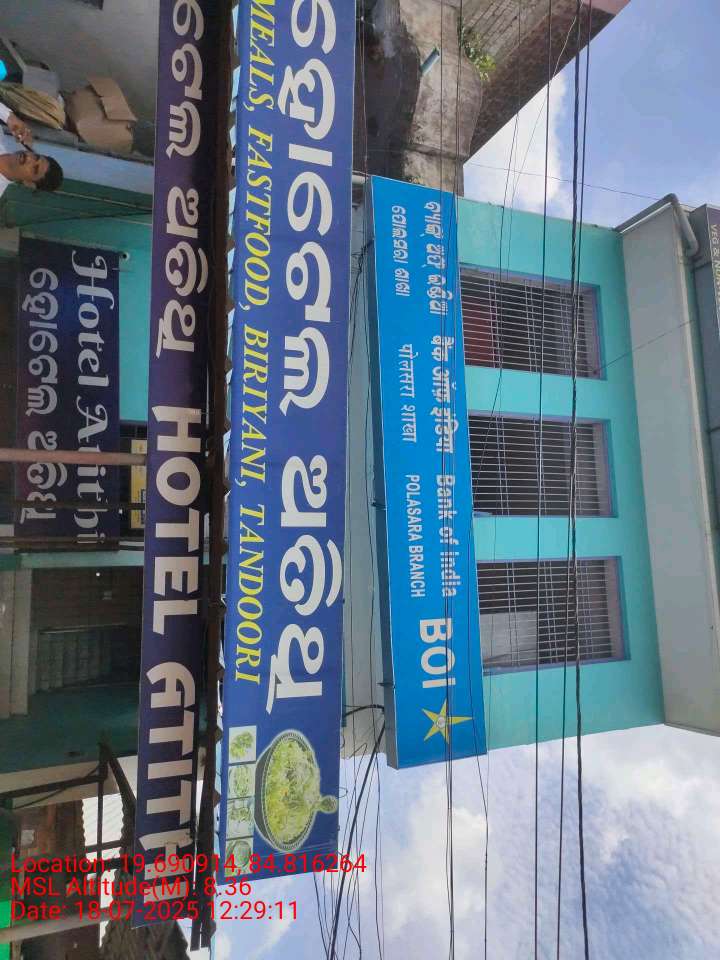 ବ୍ୟାଙ୍କ୍ ଅଫ୍ ଇଣ୍ଡିଆ बैंक ऑफ इंडिया Bank of India BOI
ପୋଲସରା ଶାଖା पोलसरा शाखा POLASARA BRANCH
ହୋଟେଲ ଅତିଥି
MEALS, FASTFOOD, BIRIYANI, TANDOORI
ଅତିଥି HOTEL ATITH
Hotel Atithi
ହୋଟେଲ ଅତିଥି
Location: 19.690914, 84.816264
MSL Altitude(M): 8.36
Date: 18-07-2025 12:29:11